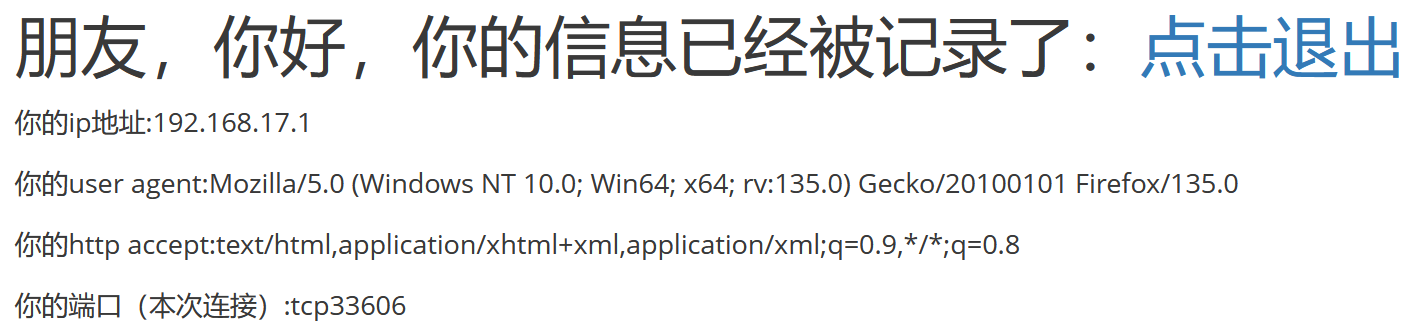 朋友，你好，你的信息已经被记录了：点击退出
你的ip地址:192.168.17.1
你的user agent:Mozilla/5.0 (Windows NT 10.0; Win64; x64; rv:135.0) Gecko/20100101 Firefox/135.0
你的http accept:text/html,application/xhtml+xml,application/xml;q=0.9,*/*;q=0.8
你的端口（本次连接）:tcp33606